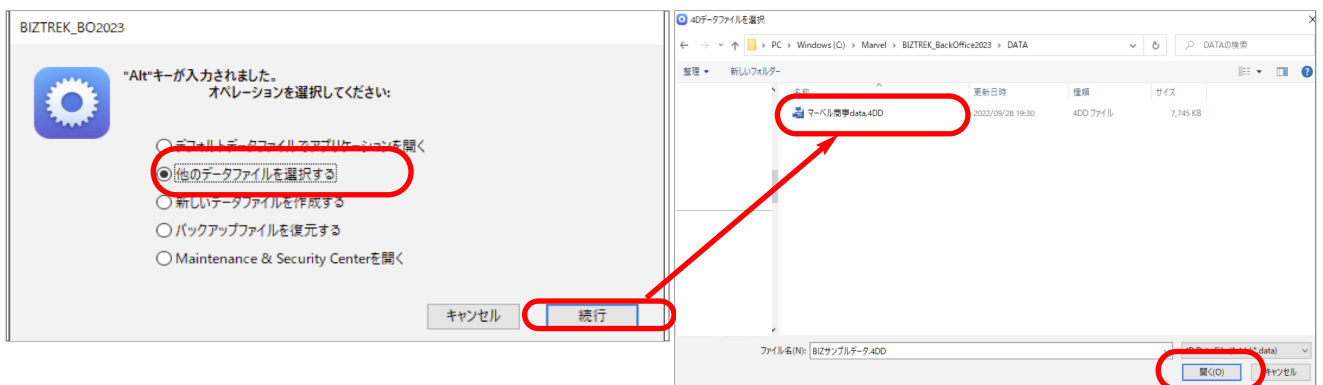 BIZTREK_BO2023
"Alt"キーが入力されました。
オペレーションを選択してください:
デフォルトデータファイルでアプリケーションを開く
他のデータファイルを選択する
新しいデータファイルを作成する
バックアップファイルを復元する
Maintenance & Security Centerを開く
キャンセル
続行
4Dデータファイルを選択
PC > Windows (C:) > Marvel > BIZTREK_BackOffice2023 > DATA
DATAの検索
整理
新しいフォルダー
名前 更新日時 種類 サイズ
マーベル商事data.4DD 2022/09/28 19:30 4DD ファイル 7,745 KB
ファイル名(N): BIZサンプルデータ.4DD
data)
開く(O)
キャンセル